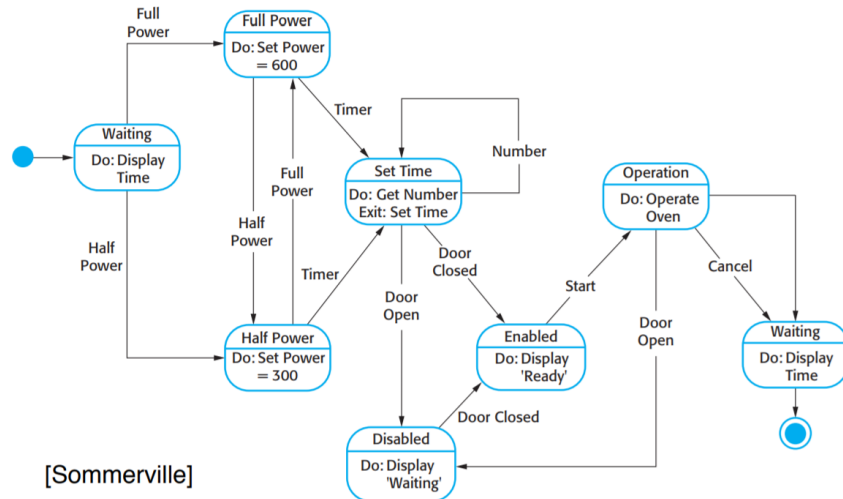 Full
Power
Full Power
Do: Set Power
= 600
Timer
Waiting
Do: Display
Time
Full
Power
Half
Power
Number
Set Time
Do: Get Number
Exit: Set Time
Operation
Do: Operate
Oven
Half
Power
Timer
Door
Closed
Door
Open
Start
Cancel
Door
Open
Half Power
Do: Set Power
= 300
Enabled
Do: Display
'Ready'
Waiting
Do: Display
Time
Door Closed
Disabled
Do: Display
'Waiting'
[Sommerville]